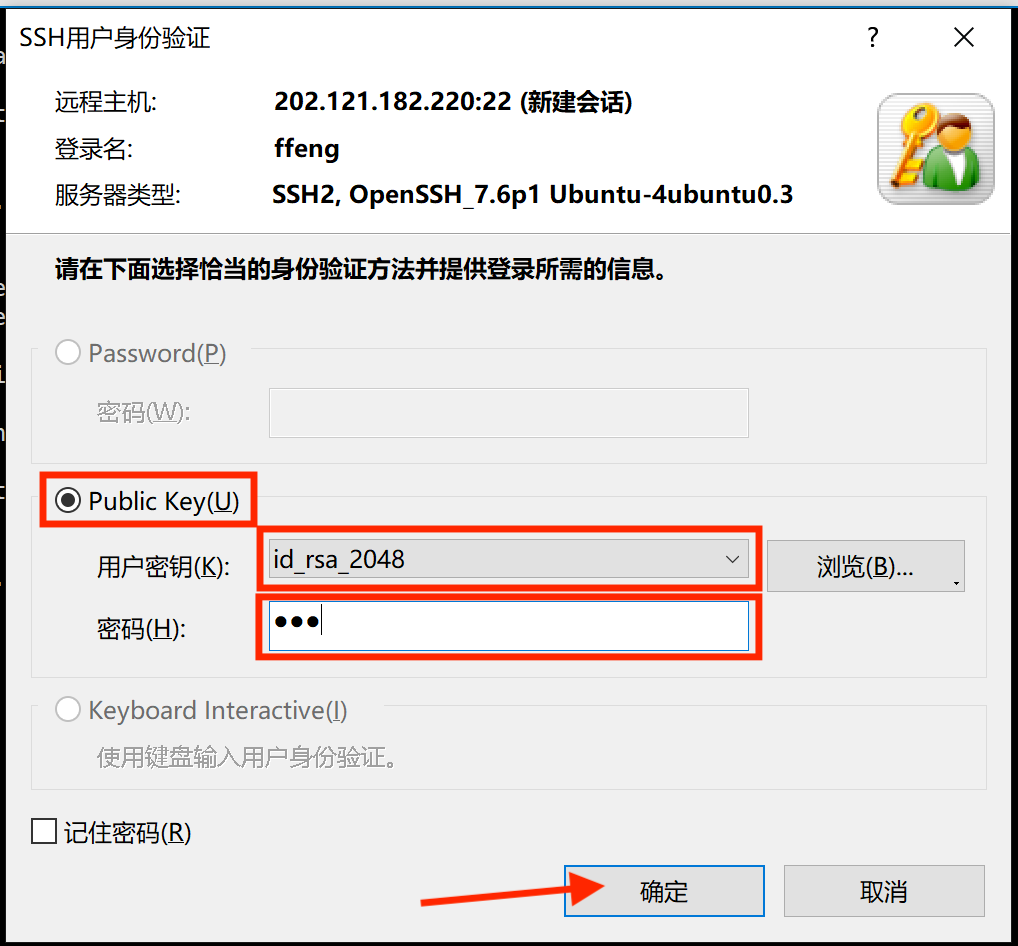 SSH用户身份验证
?
远程主机: 202.121.182.220:22 (新建会话)
登录名: ffeng
服务器类型: SSH2, OpenSSH_7.6p1 Ubuntu-4ubuntu0.3
请在下面选择恰当的身份验证方法并提供登录所需的信息。
Password(P)
密码(W):
Public Key(U)
用户密钥(K): id_rsa_2048 浏览(B)...
密码(H): ●●●
Keyboard Interactive(I)
使用键盘输入用户身份验证。
记住密码(R)
确定 取消